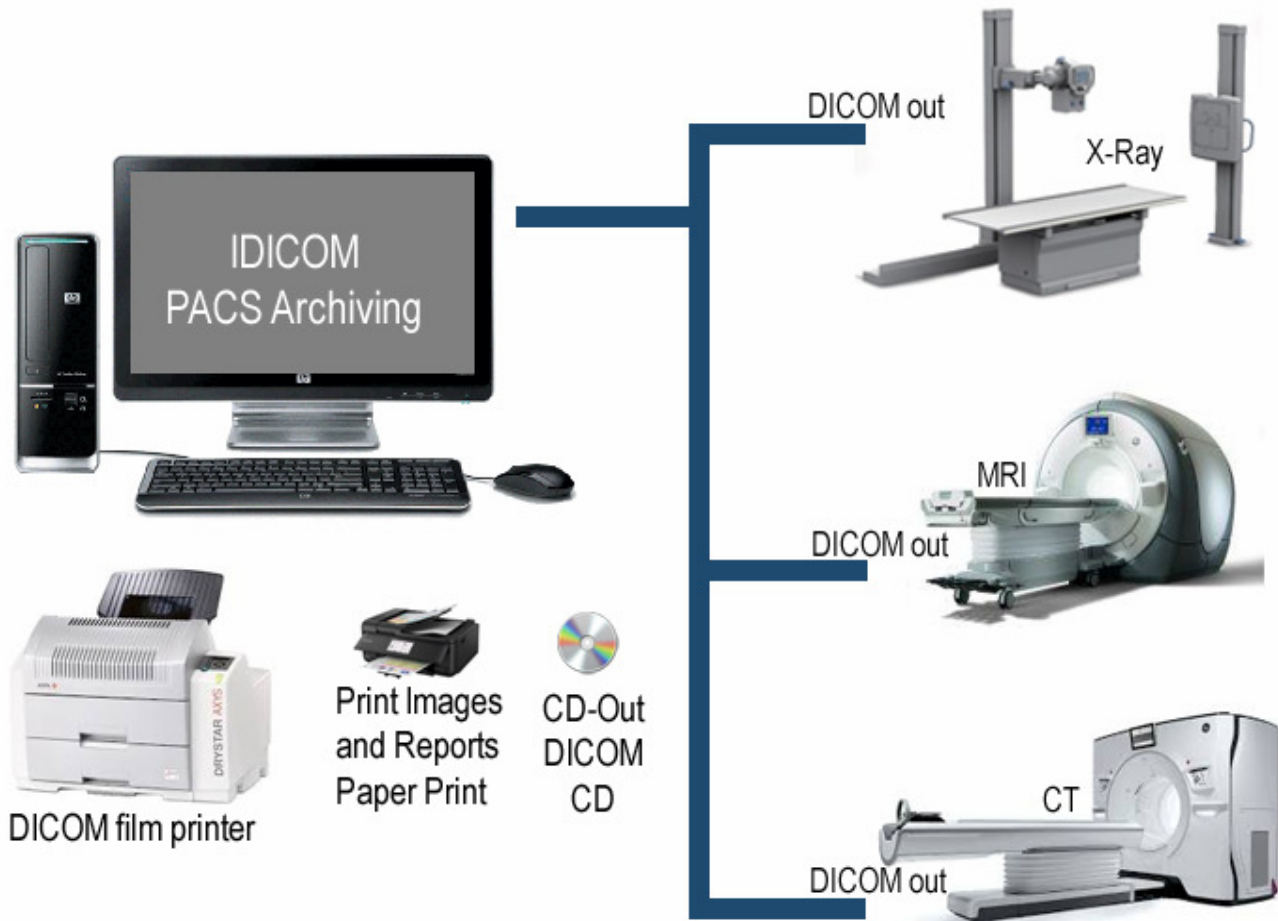 DICOM out
X-Ray
IDICOM
PACS Archiving
hp
MRI
DICOM out
DRYSTAR AXYS
DICOM film printer
Print Images
and Reports
Paper Print
CD-Out
DICOM
CD
CT
DICOM out